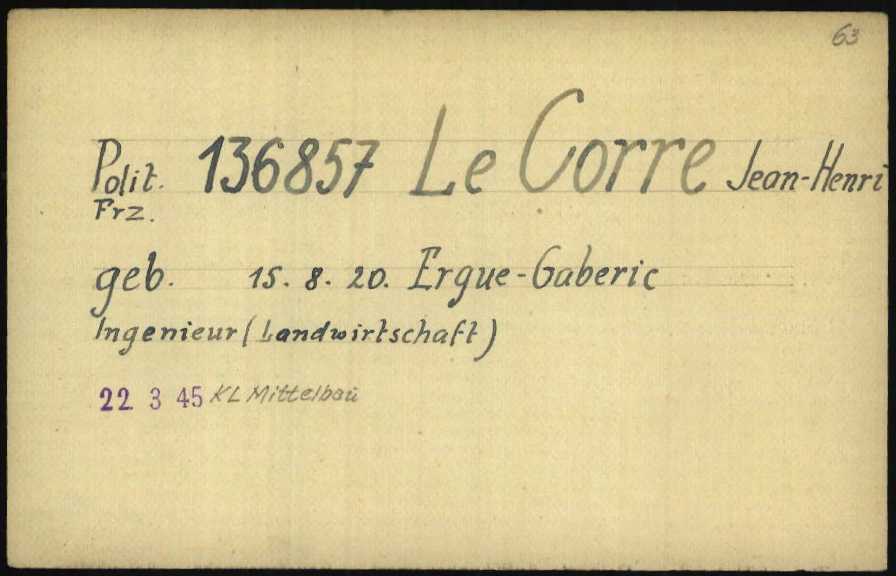 63
Polit. 136857 Le Corre Jean-Henri
Frz.
geb. 15. 8. 20. Ergue-Gaberic
Ingenieur (Landwirtschaft)
22 3 45 KL Mittelbau